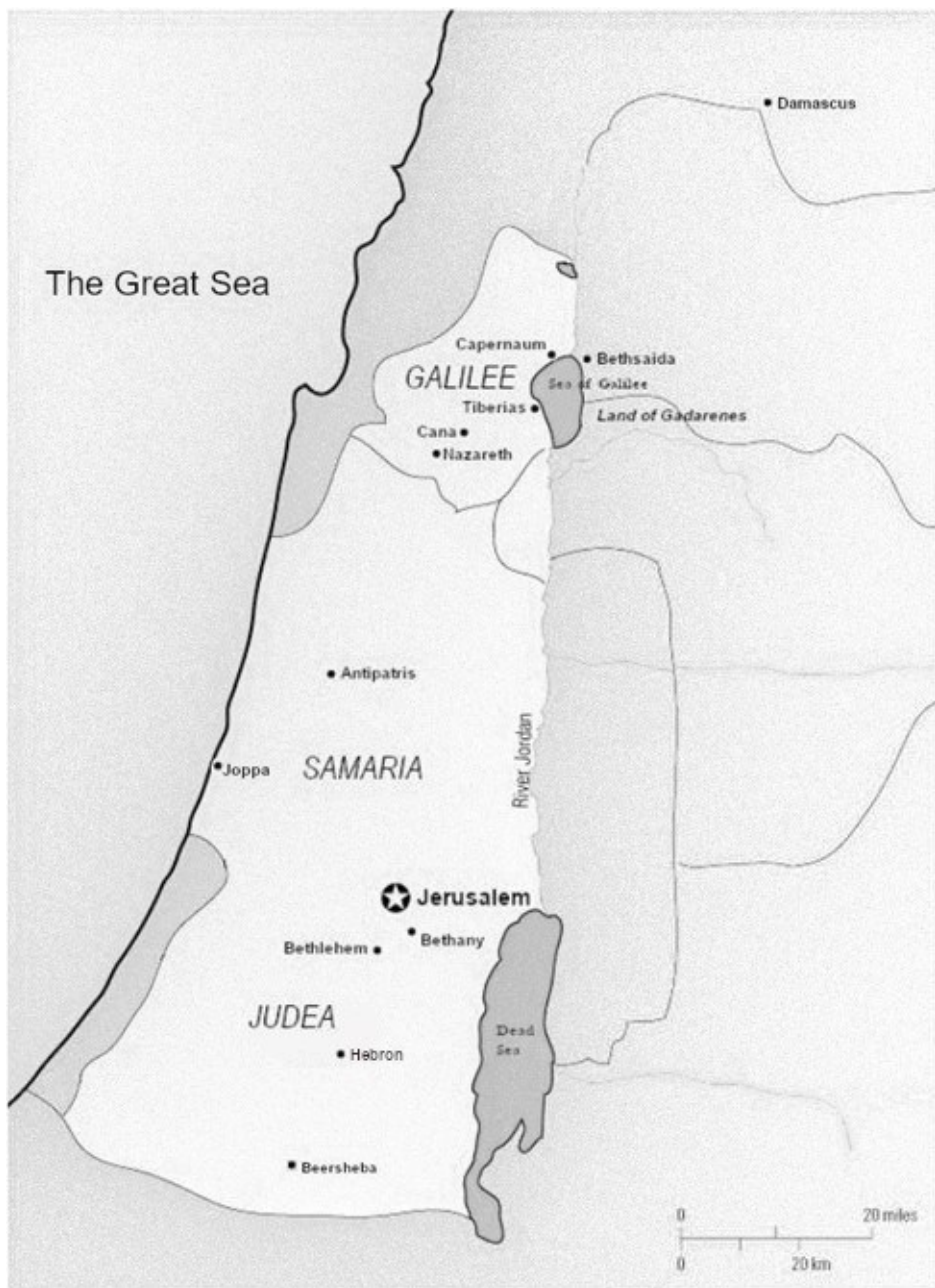 Damascus
The Great Sea
Capernaum
Bethsaida
GALILEE
Sea of Galilee
Tiberias
Land of Gadarenes
Cana
Nazareth
Antipatris
River Jordan
SAMARIA
Joppa
Jerusalem
Bethany
Bethlehem
JUDEA
Dead
Sea
Hebron
Beersheba
0 20 miles
0 20 km